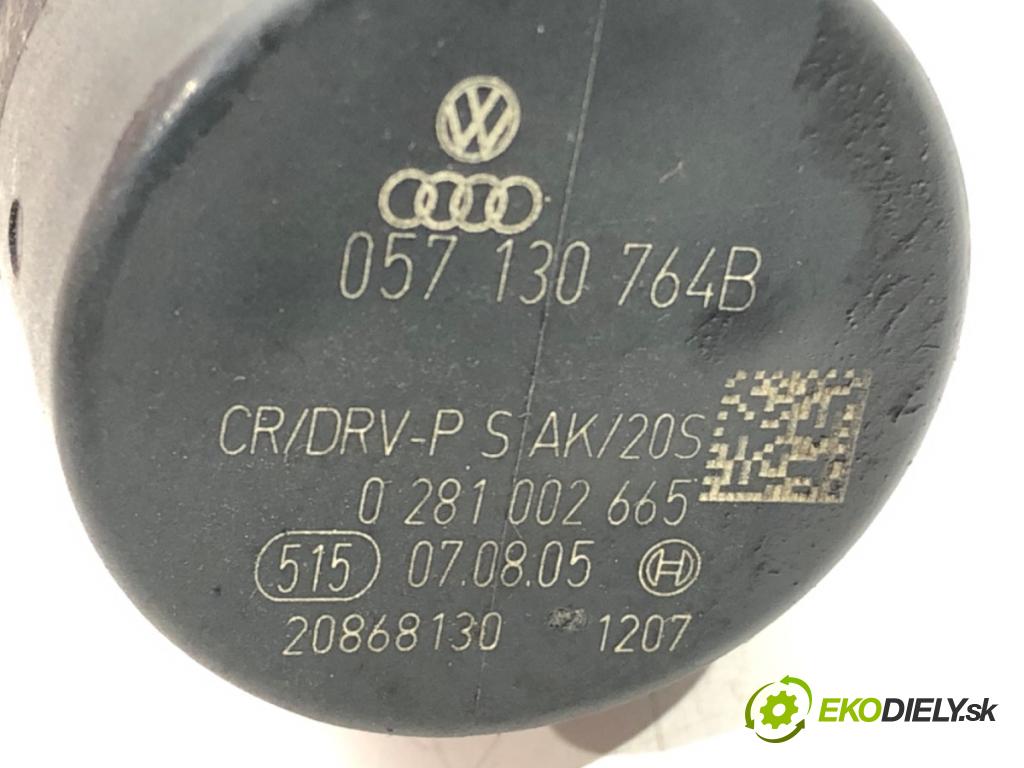 057 130 764B
CR/DRV-P S AK/20S
0 281 002 665
515 07.08.05
20868130 1207
EKODIELY.sk